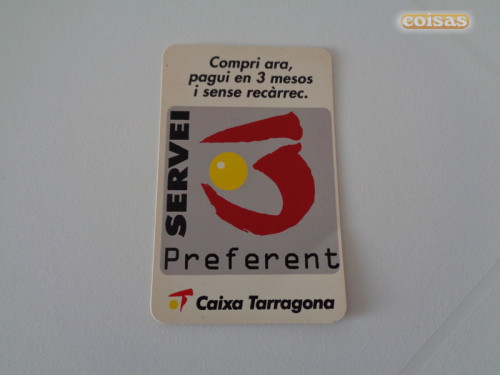 coisas
Compri ara,
pagui en 3 mesos
i sense recàrrec.
SERVEI
Preferent
Caixa Tarragona